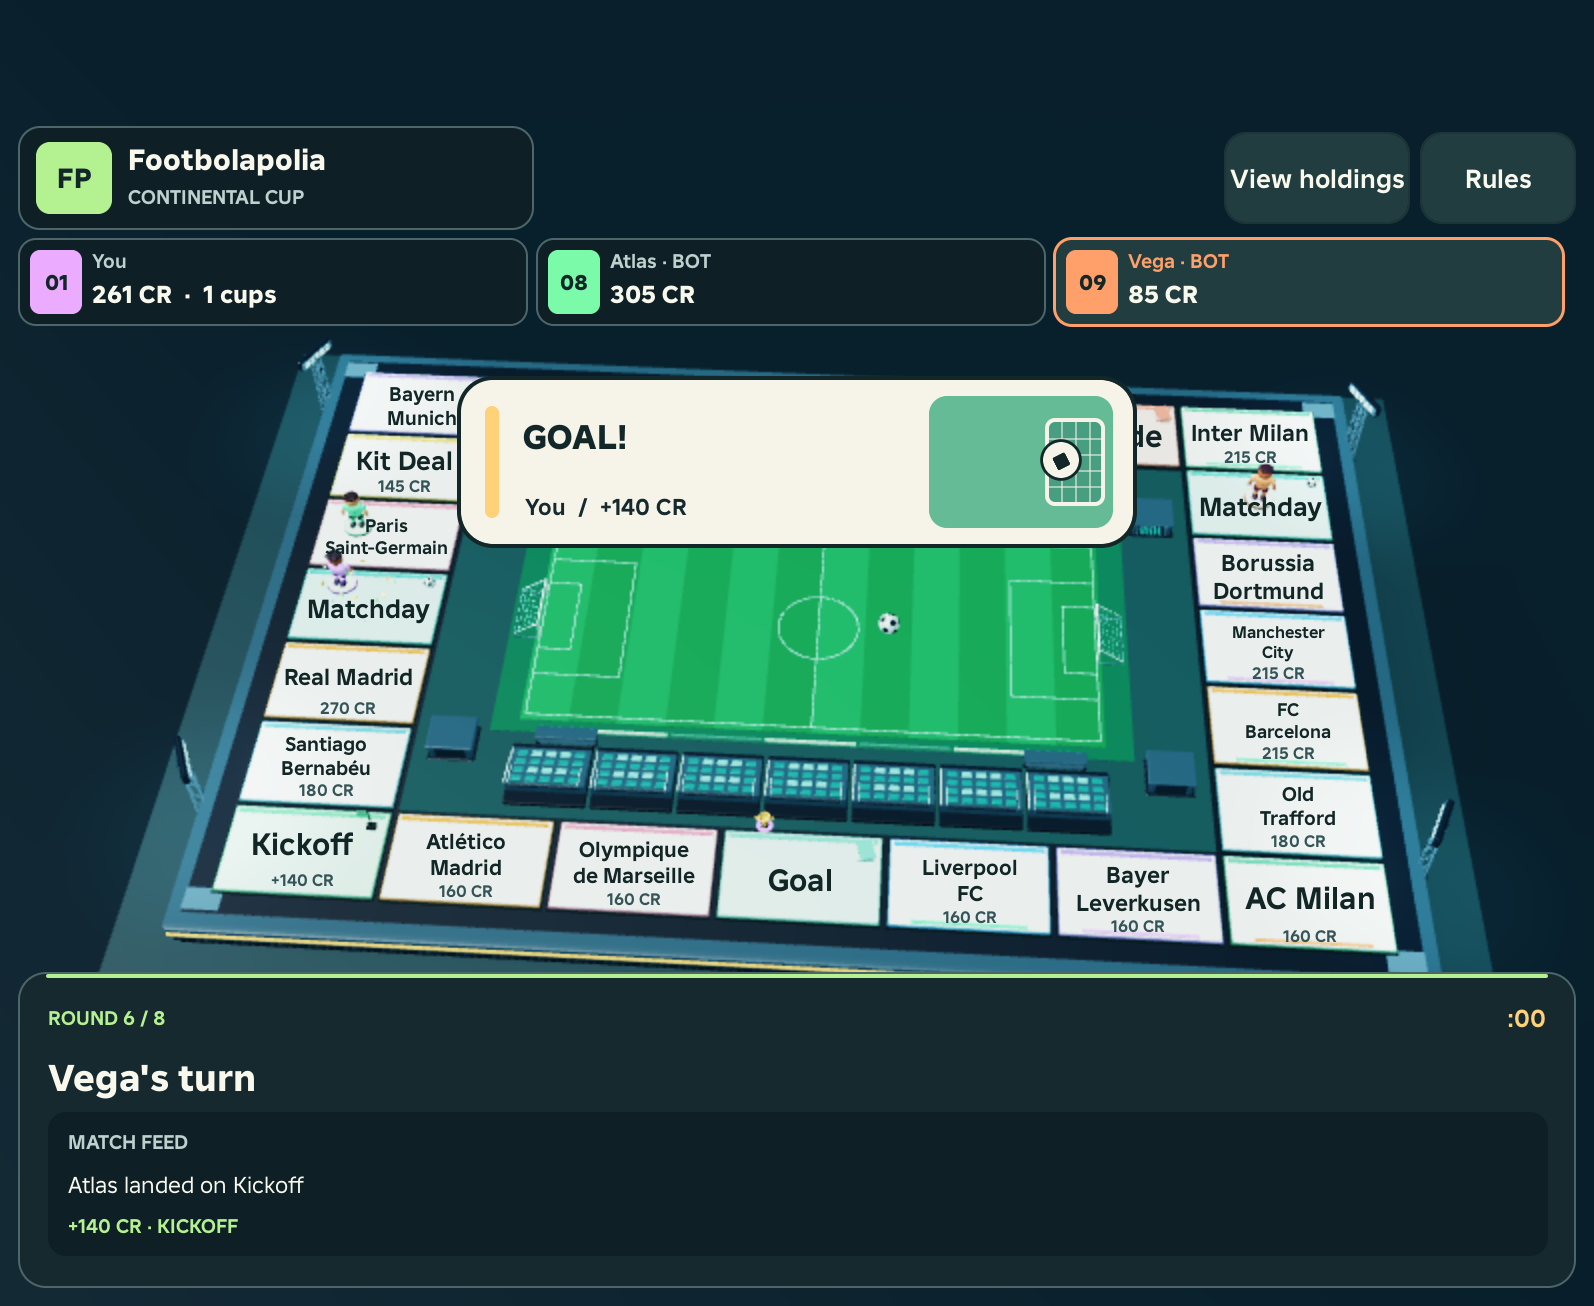 FP
Footbolapolia
CONTINENTAL CUP
View holdings
Rules
01
You
261 CR · 1 cups
08
Atlas · BOT
305 CR
09
Vega · BOT
85 CR
GOAL!
You / +140 CR
Bayern
Munich
Kit Deal
145 CR
Paris
Saint-Germain
Matchday
Real Madrid
270 CR
Santiago
Bernabéu
180 CR
Kickoff
+140 CR
Atlético
Madrid
160 CR
Olympique
de Marseille
160 CR
Goal
Liverpool
FC
160 CR
Bayer
Leverkusen
160 CR
AC Milan
160 CR
Inter Milan
215 CR
Matchday
Borussia
Dortmund
Manchester
City
215 CR
FC
Barcelona
215 CR
Old
Trafford
180 CR
ROUND 6 / 8
:00
Vega's turn
MATCH FEED
Atlas landed on Kickoff
+140 CR · KICKOFF